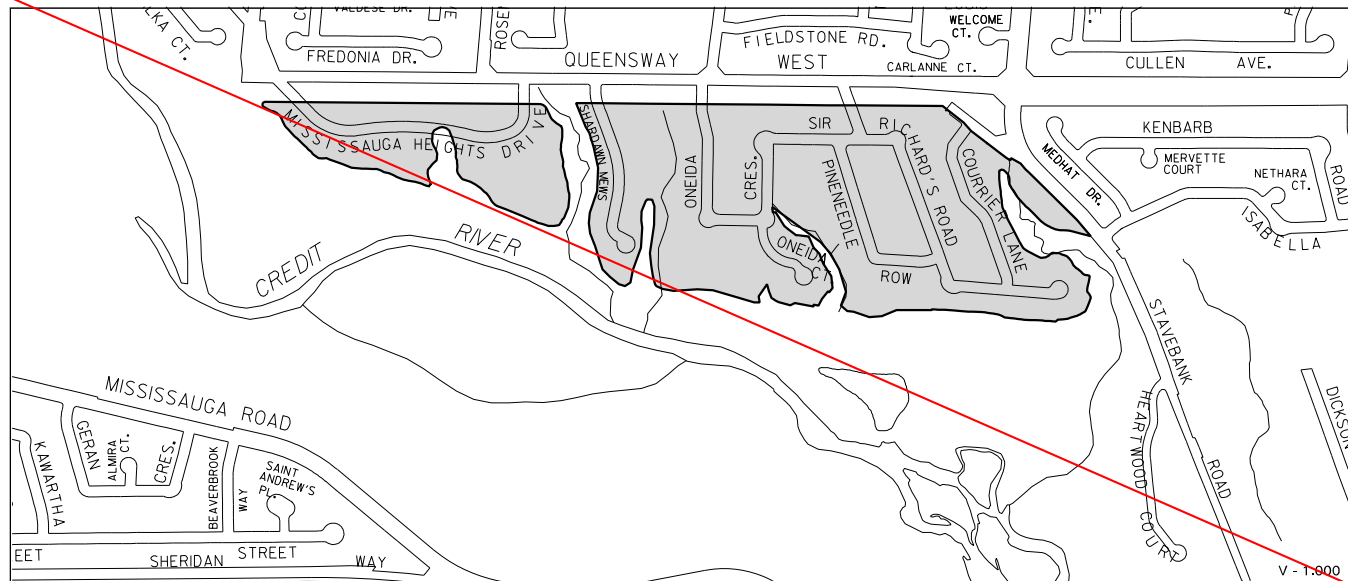 VALDESE DR.
WELCOME
CT.
FREDONIA DR.
QUEENSWAY WEST
FIELDSTONE RD.
CARLANNE CT.
CULLEN AVE.
MISSISSAUGA HEIGHTS DRIVE
SHARDAWN MEWS
ONEIDA CRES.
SIR RICHARD'S ROAD
PINENEEDLE ROW
COURRIER LANE
ONEIDA
CT
MEDHAT DR.
KENBARB ROAD
MERVETTE
COURT
NETHARA
CT.
ISABELLA
CREDIT RIVER
STAVEBANK ROAD
HEARTWOOD COURT
DICKSON
MISSISSAUGA ROAD
GERAN CRES.
ALMIRA
CT.
KAWARTHA
BEAVERBROOK
WAY
SAINT
ANDREW'S
PL.
EET
SHERIDAN STREET WAY
V - 1.000